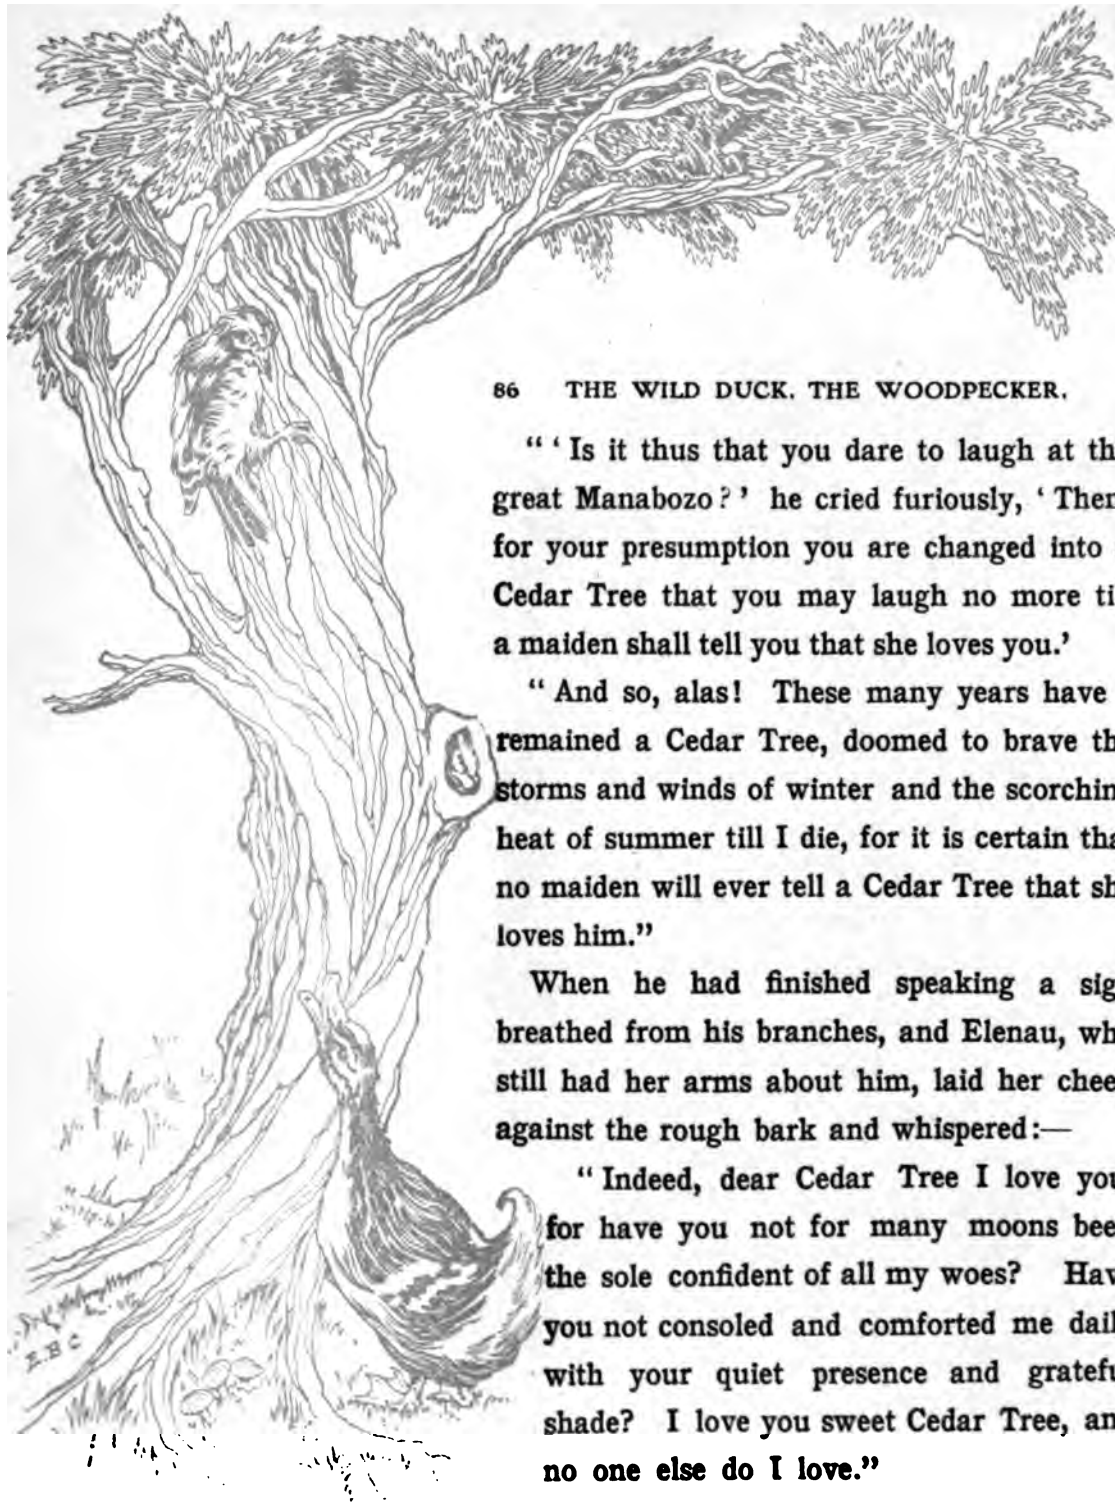 86 THE WILD DUCK. THE WOODPECKER.
"'Is it thus that you dare to laugh at th
great Manabozo?' he cried furiously, 'Then
for your presumption you are changed into
Cedar Tree that you may laugh no more ti
a maiden shall tell you that she loves you.'
"And so, alas! These many years have
remained a Cedar Tree, doomed to brave th
storms and winds of winter and the scorchin
heat of summer till I die, for it is certain tha
no maiden will ever tell a Cedar Tree that sh
loves him."
When he had finished speaking a sig
breathed from his branches, and Elenau, wh
still had her arms about him, laid her chee
against the rough bark and whispered:—
"Indeed, dear Cedar Tree I love you
for have you not for many moons bee
the sole confident of all my woes? Hav
you not consoled and comforted me dail
with your quiet presence and gratefu
shade? I love you sweet Cedar Tree, an
no one else do I love."
E.B C